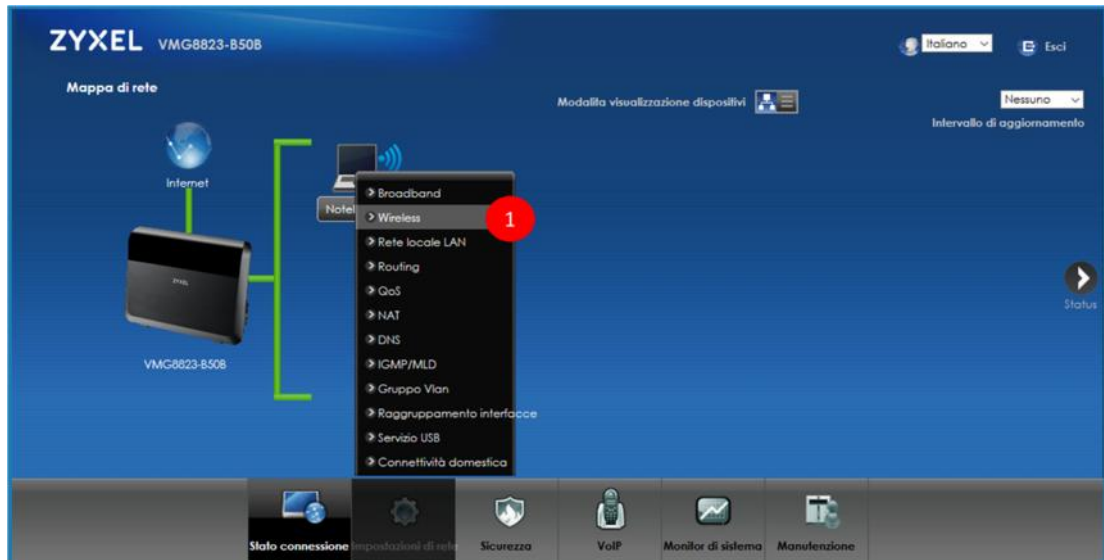 ZYXEL VMG8823-B50B
Italiano
Esci
Mappa di rete
Modalita visualizzazione dispositivi
Nessuno
Intervallo di aggiornamento
Internet
Broadband
Wireless
1
Rete locale LAN
Routing
QoS
NAT
DNS
IGMP/MLD
Gruppo Vlan
Raggruppamento interfacce
Servizio USB
Connettività domestica
ZYXEL
VMG8823-B50B
Status
Stato connessione
Impostazioni di rete
Sicurezza
VoIP
Monitor di sistema
Manutenzione